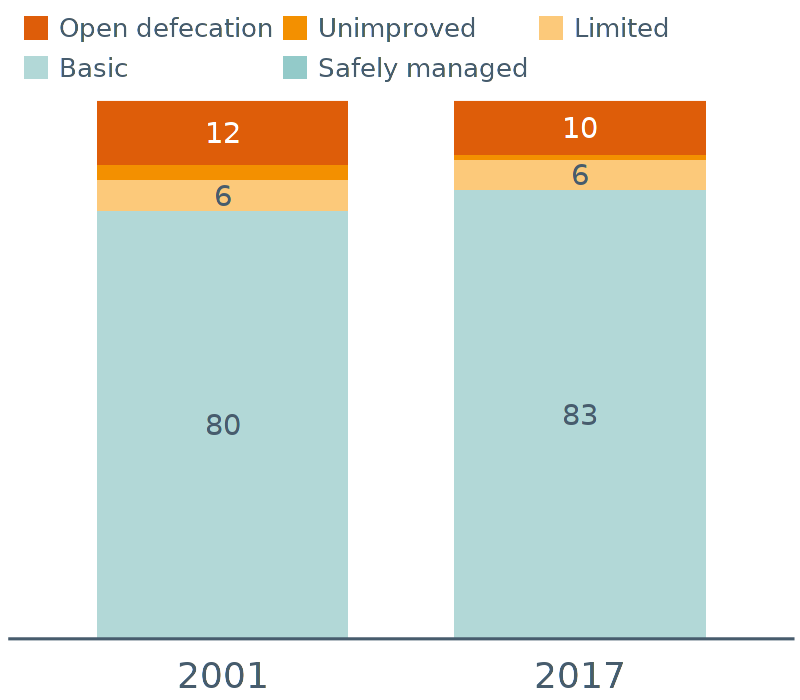 Open defecation Unimproved Limited
Basic Safely managed
12 10
6 6
80 83
2001 2017